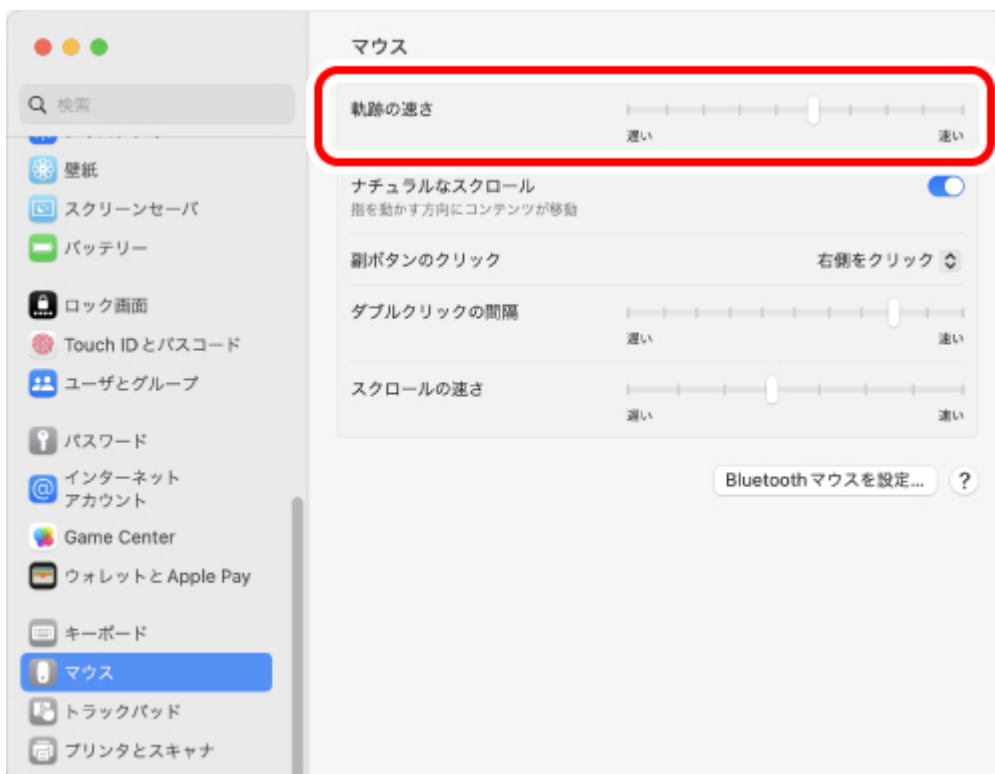 マウス
検索
軌跡の速さ
遅い
速い
壁紙
スクリーンセーバ
バッテリー
ロック画面
Touch IDとパスコード
ユーザとグループ
パスワード
インターネット
アカウント
Game Center
ウォレットとApple Pay
キーボード
マウス
トラックパッド
プリンタとスキャナ
ナチュラルなスクロール
指を動かす方向にコンテンツが移動
副ボタンのクリック
右側をクリック
ダブルクリックの間隔
遅い
速い
スクロールの速さ
遅い
速い
Bluetoothマウスを設定...
?